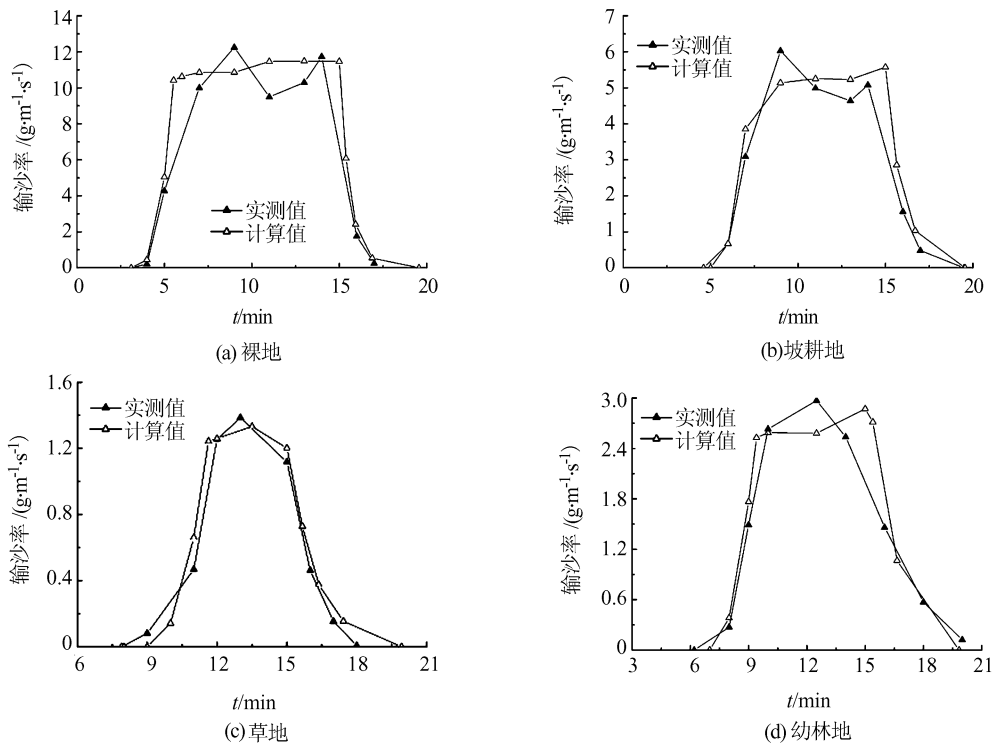 14
12
10
8
6
4
2
0
0
5
10
15
20
输沙率 /(g·m-1·s-1)
实测值
计算值
t/min
(a) 裸地
7
6
5
4
3
2
1
0
0
5
10
15
20
输沙率 /(g·m-1·s-1)
实测值
计算值
t/min
(b) 坡耕地
1.6
1.2
0.8
0.4
0
6
9
12
15
18
21
输沙率 /(g·m-1·s-1)
实测值
计算值
t/min
(c) 草地
3.0
2.4
1.8
1.2
0.6
0
3
6
9
12
15
18
21
输沙率 /(g·m-1·s-1)
实测值
计算值
t/min
(d) 幼林地